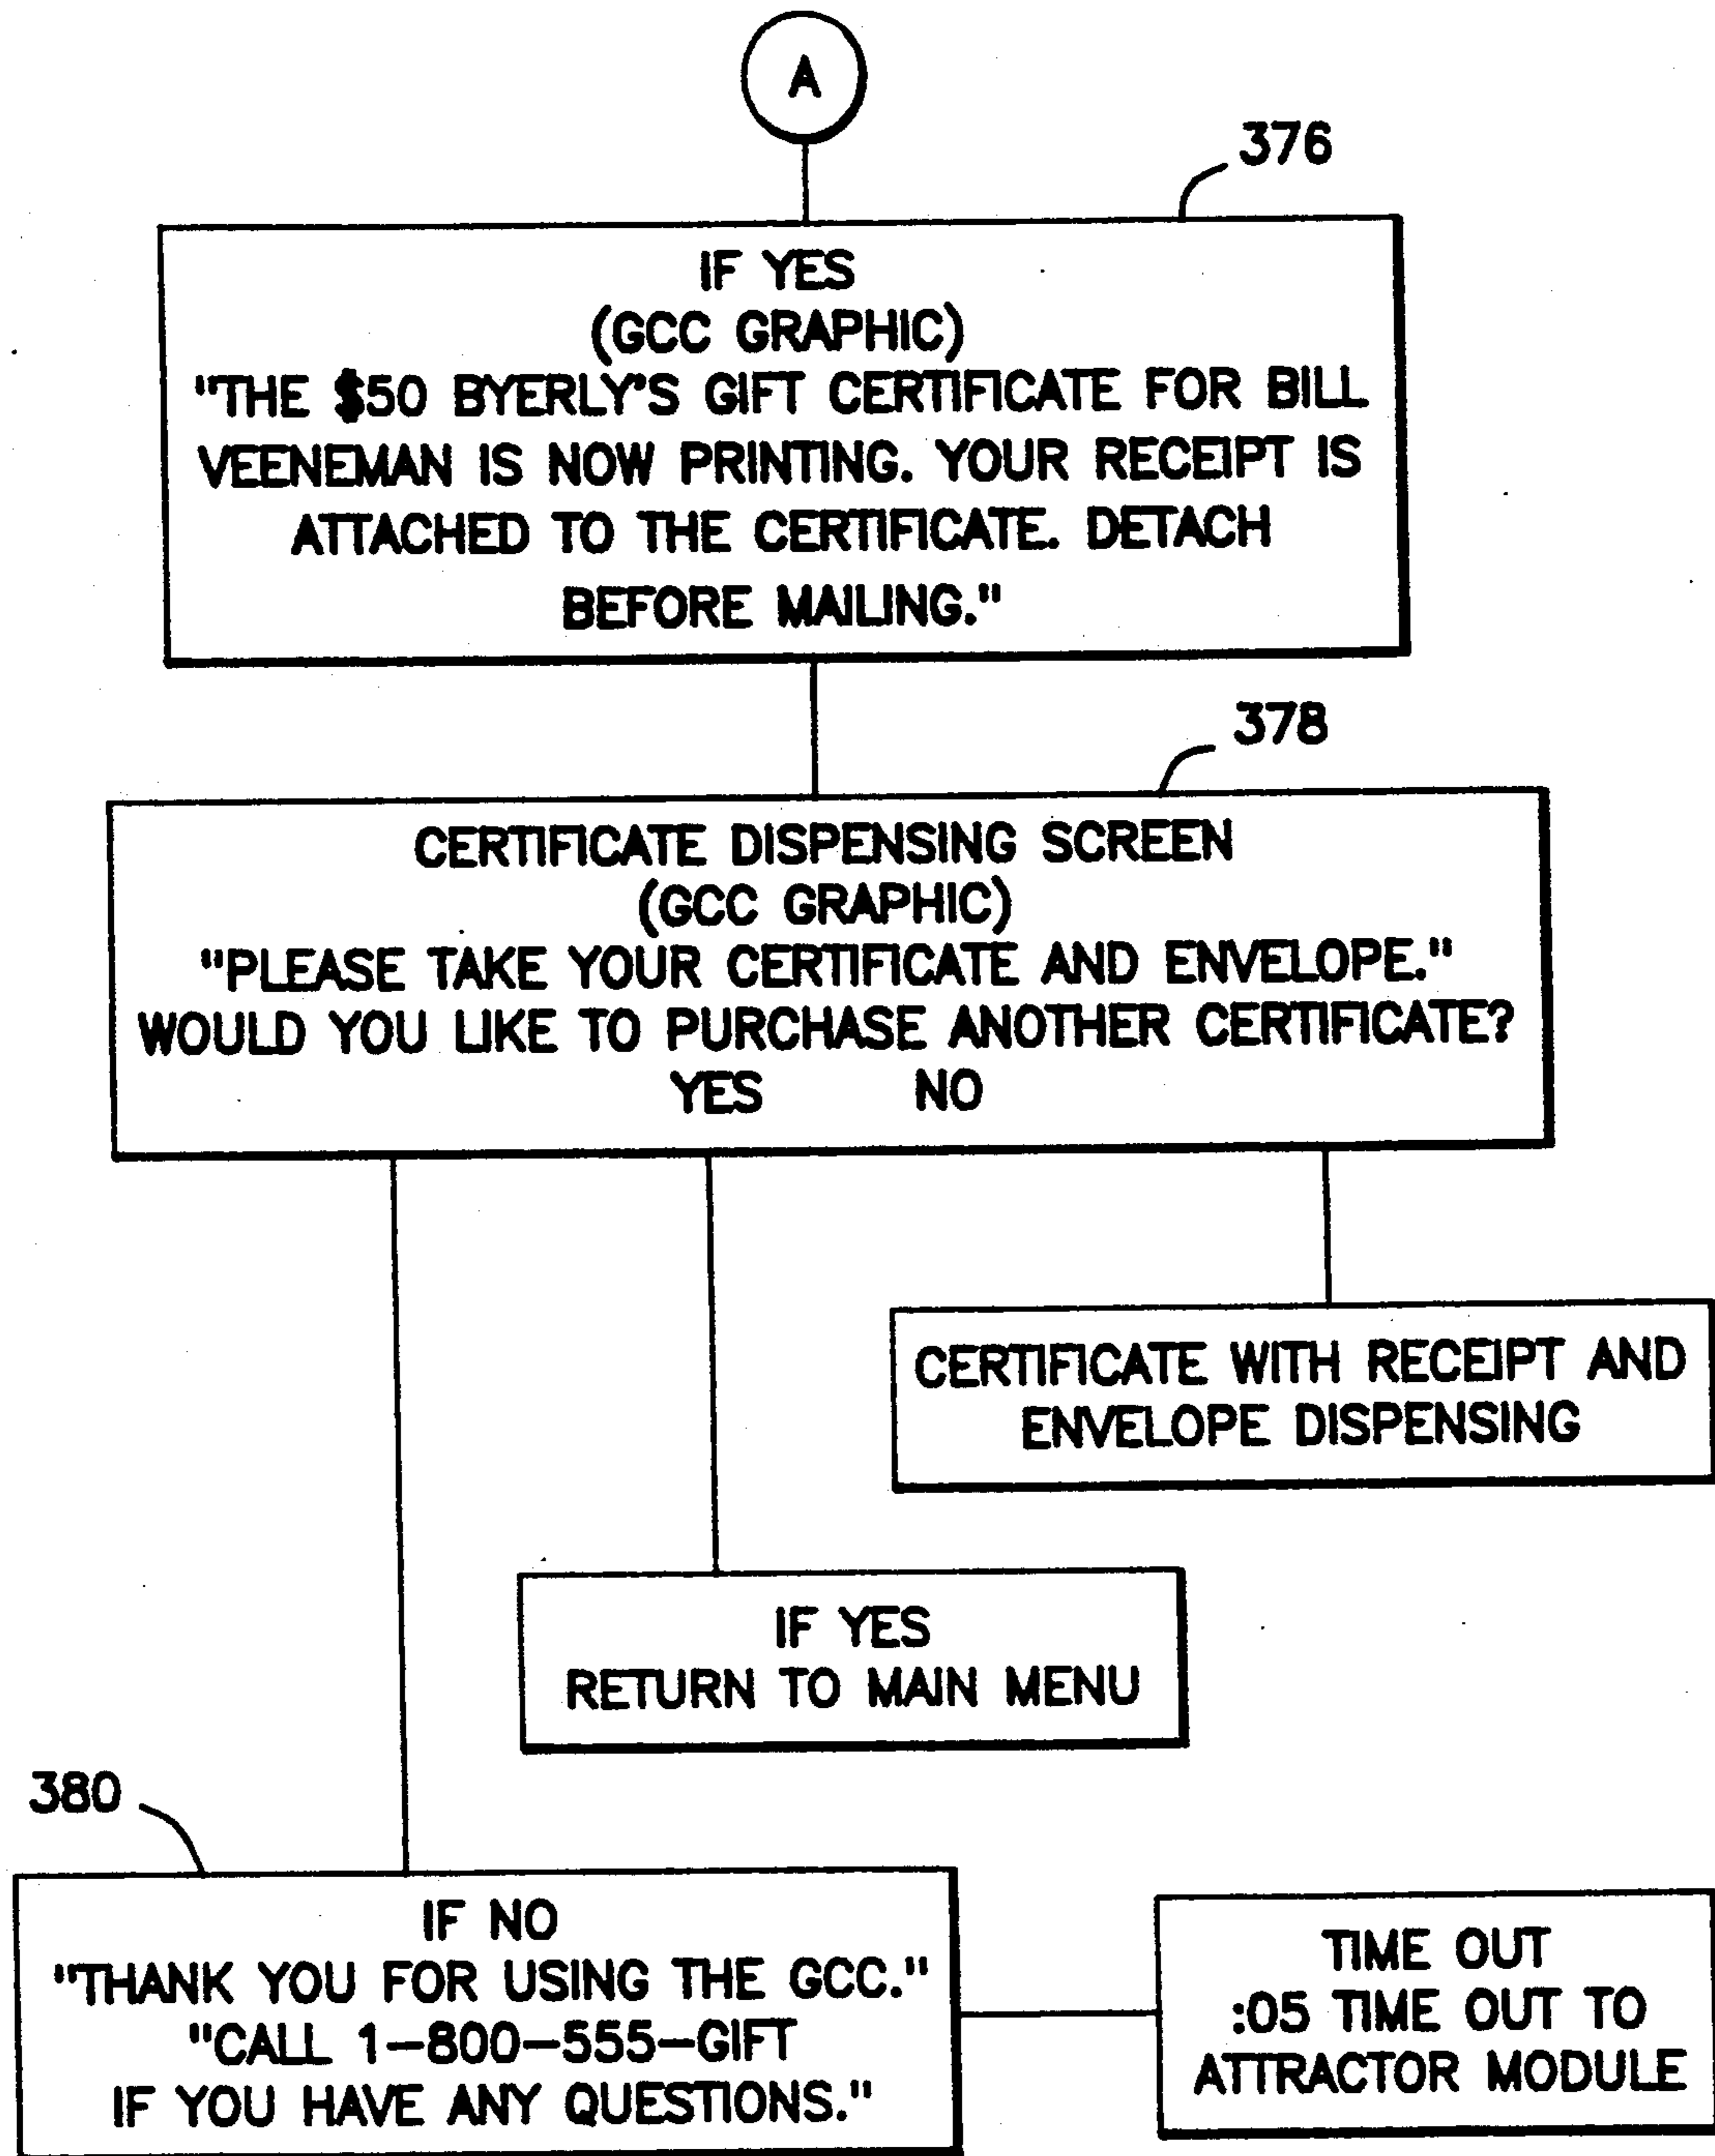 A
376
IF YES
(GCC GRAPHIC)
"THE $50 BYERLY'S GIFT CERTIFICATE FOR BILL
VEENEMAN IS NOW PRINTING. YOUR RECEIPT IS
ATTACHED TO THE CERTIFICATE. DETACH
BEFORE MAILING."
378
CERTIFICATE DISPENSING SCREEN
(GCC GRAPHIC)
"PLEASE TAKE YOUR CERTIFICATE AND ENVELOPE."
WOULD YOU LIKE TO PURCHASE ANOTHER CERTIFICATE?
YES NO
CERTIFICATE WITH RECEIPT AND
ENVELOPE DISPENSING
IF YES
RETURN TO MAIN MENU
380
IF NO
"THANK YOU FOR USING THE GCC."
"CALL 1-800-555-GIFT
IF YOU HAVE ANY QUESTIONS."
TIME OUT
:05 TIME OUT TO
ATTRACTOR MODULE